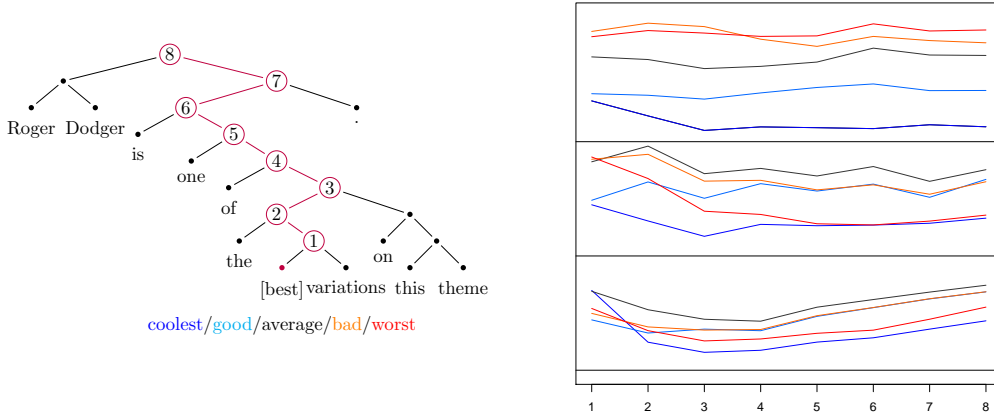 8
7
6
Roger Dodger
.
is
5
one
4
of
3
2
the
1
on
[best] variations this theme
coolest/good/average/bad/worst
1 2 3 4 5 6 7 8